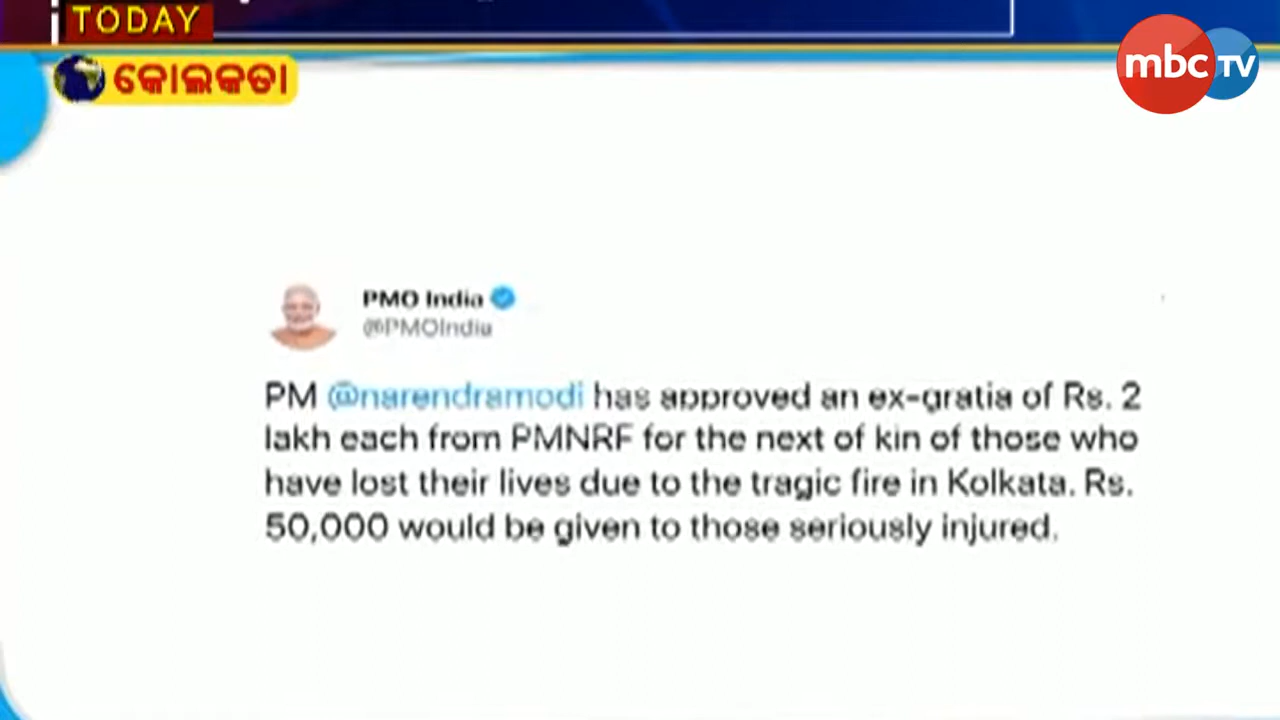 TODAY
କୋଲକତା
mbc TV
PMO India
@PMOIndia
PM @narendramodi has approved an ex-gratia of Rs. 2
lakh each from PMNRF for the next of kin of those who
have lost their lives due to the tragic fire in Kolkata. Rs.
50,000 would be given to those seriously injured.